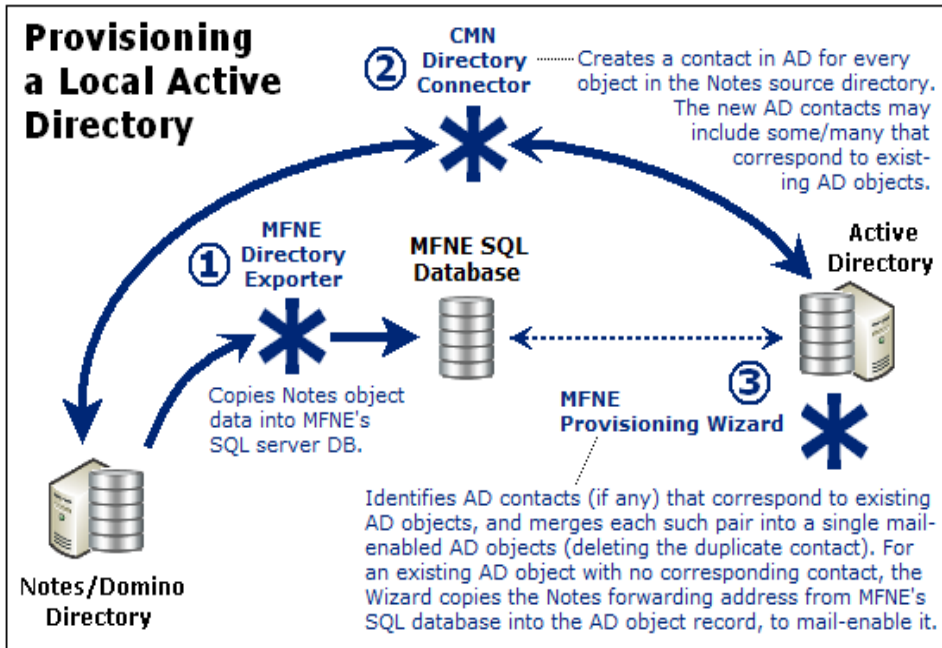 Provisioning
a Local Active
Directory
2
CMN
Directory
Connector
Creates a contact in AD for every
object in the Notes source directory.
The new AD contacts may
include some/many that
correspond to exist-
ing AD objects.
1
MFNE
Directory
Exporter
MFNE SQL
Database
Active
Directory
Copies Notes object
data into MFNE's
SQL server DB.
3
MFNE
Provisioning Wizard
Identifies AD contacts (if any) that correspond to existing
AD objects, and merges each such pair into a single mail-
enabled AD objects (deleting the duplicate contact). For
an existing AD object with no corresponding contact, the
Wizard copies the Notes forwarding address from MFNE's
SQL database into the AD object record, to mail-enable it.
Notes/Domino
Directory